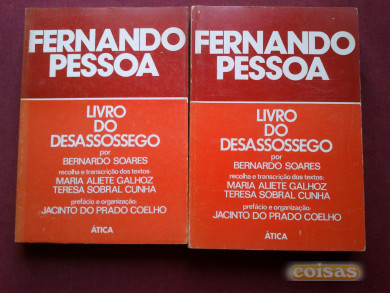 FERNANDO
PESSOA
LIVRO
DO
DESASSOSSEGO
por
BERNARDO SOARES
recolha e transcrição dos textos:
MARIA ALIETE GALHOZ
TERESA SOBRAL CUNHA
prefácio e organização:
JACINTO DO PRADO COELHO
ÁTICA
FERNANDO
PESSOA
LIVRO
DO
DESASSOSSEGO
por
BERNARDO SOARES
recolha e transcrição dos textos:
MARIA ALIETE GALHOZ
TERESA SOBRAL CUNHA
prefácio e organização:
JACINTO DO PRADO COELHO
ÁTICA
coisas